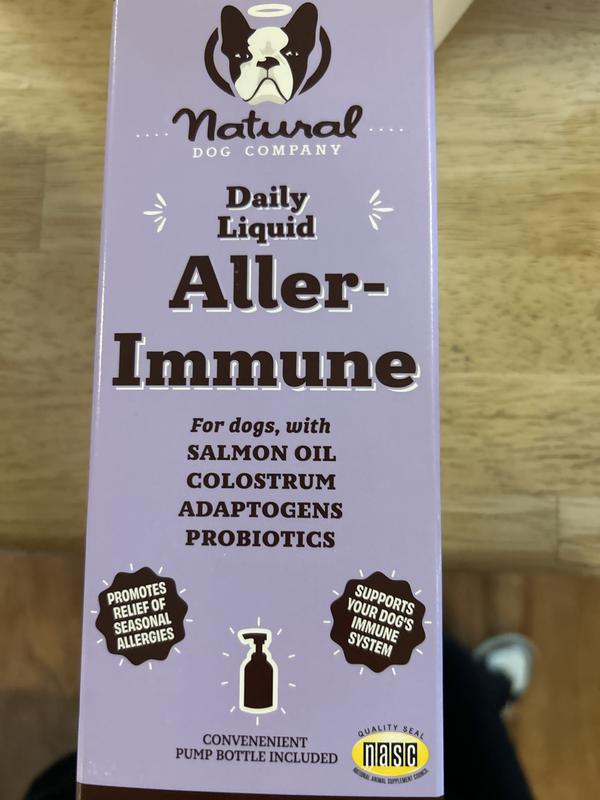 Natural
DOG COMPANY
Daily
Liquid
Aller-
Immune
For dogs, with
SALMON OIL
COLOSTRUM
ADAPTOGENS
PROBIOTICS
PROMOTES
RELIEF OF
SEASONAL
ALLERGIES
SUPPORTS
YOUR DOG'S
IMMUNE
SYSTEM
CONVENENIENT
PUMP BOTTLE INCLUDED
QUALITY SEAL
nasc
NATIONAL ANIMAL SUPPLEMENT COUNCIL